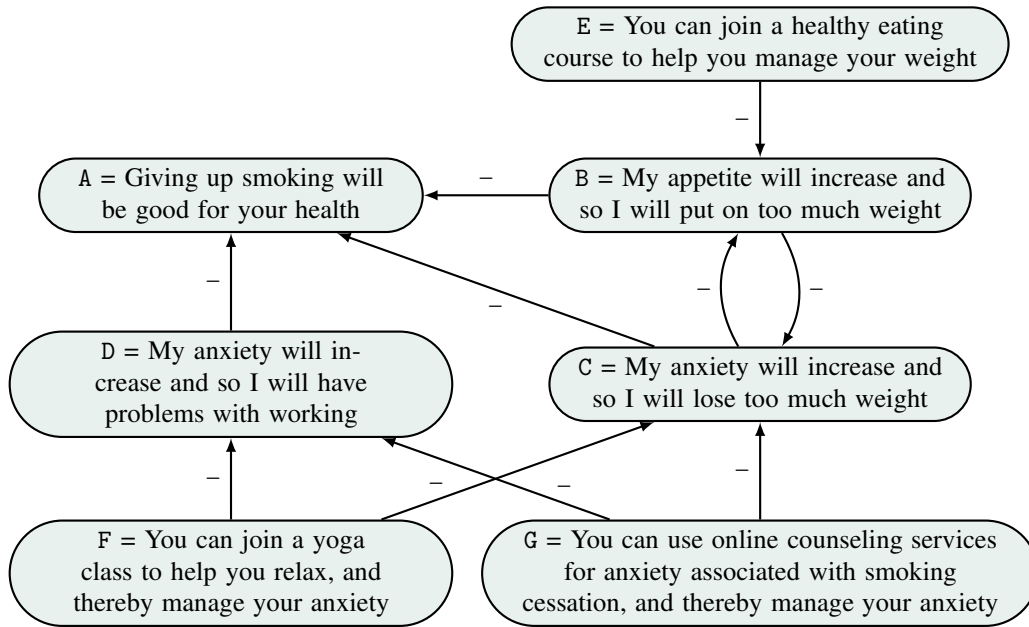 E = You can join a healthy eating
course to help you manage your weight
–
A = Giving up smoking will
be good for your health
–
B = My appetite will increase and
so I will put on too much weight
–
–
–
–
D = My anxiety will in-
crease and so I will have
problems with working
C = My anxiety will increase and
so I will lose too much weight
–
–
–
–
F = You can join a yoga
class to help you relax, and
thereby manage your anxiety
G = You can use online counseling services
for anxiety associated with smoking
cessation, and thereby manage your anxiety